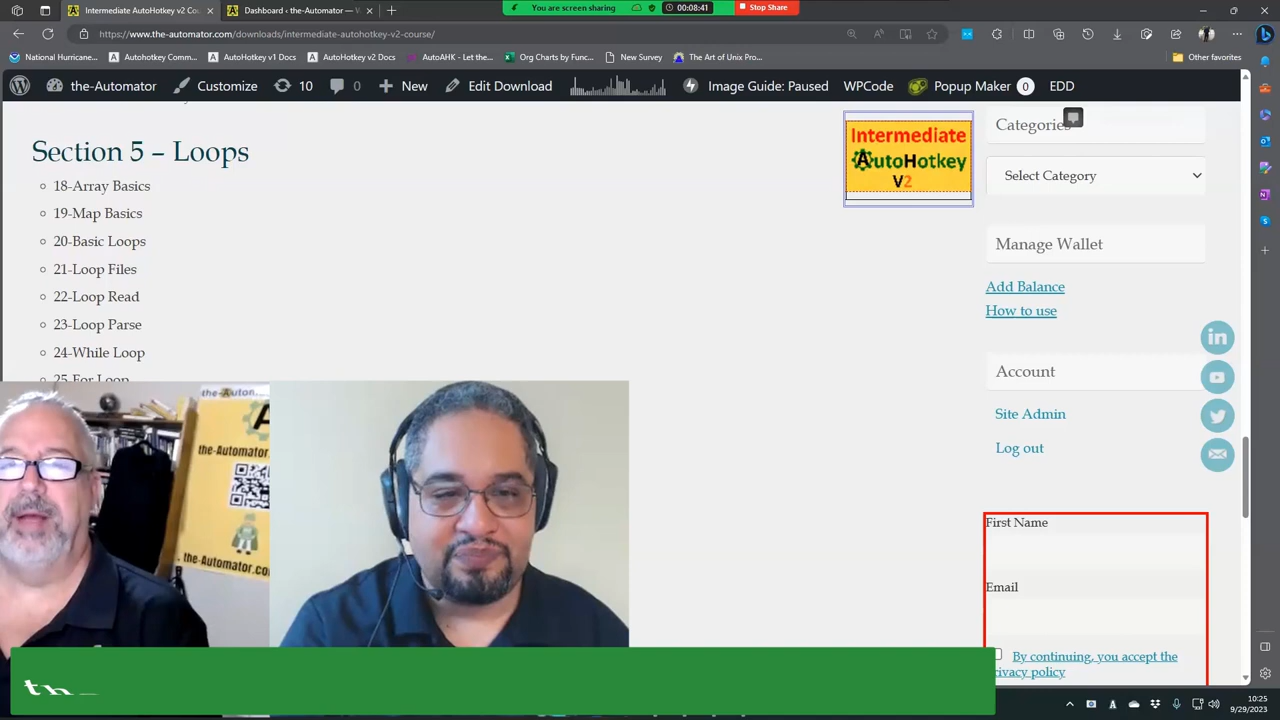 Intermediate AutoHotkey v2 Co
Dashboard ‹ the-Automator — V
You are screen sharing
00:08:41
Stop Share
https://www.the-automator.com/downloads/intermediate-autohotkey-v2-course/
National Hurricane...
Autohotkey Comm...
AutoHotkey v1 Docs
AutoHotkey v2 Docs
AutoAHK - Let the...
Org Charts by Func...
New Survey
The Art of Unix Pro...
Other favorites
the-Automator
Customize
10
0
New
Edit Download
Image Guide: Paused
WPCode
Popup Maker
0
EDD
Section 5 – Loops
18-Array Basics
19-Map Basics
20-Basic Loops
21-Loop Files
22-Loop Read
23-Loop Parse
24-While Loop
25-For Loop
Intermediate
AutoHotkey
V2
Categories
Select Category
Manage Wallet
Add Balance
How to use
Account
Site Admin
Log out
First Name
Email
By continuing, you accept the
privacy policy
the-Automator.co
10:25
9/29/2023